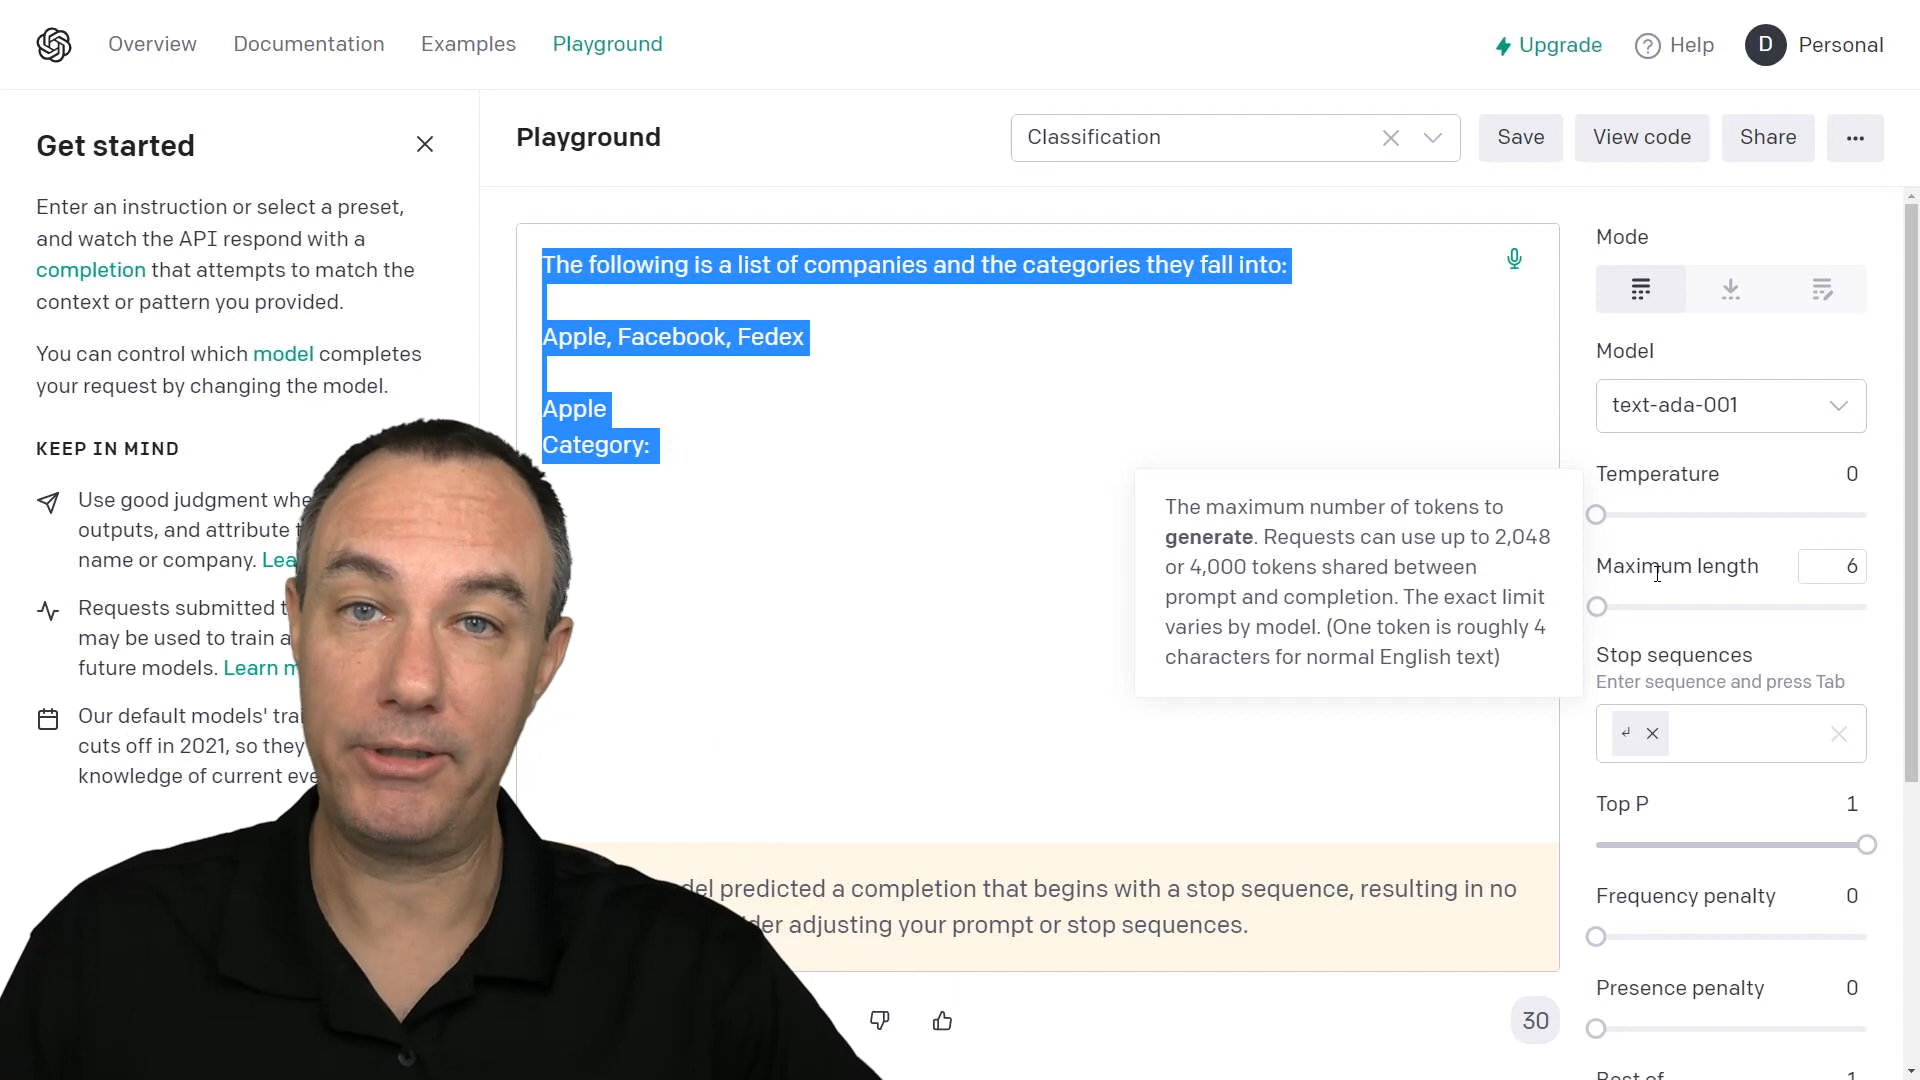 Overview Documentation Examples Playground Upgrade Help D Personal
Get started
Enter an instruction or select a preset,
and watch the API respond with a
completion that attempts to match the
context or pattern you provided.
You can control which model completes
your request by changing the model.
KEEP IN MIND
Use good judgment
outputs, and attribute
name or company.
Requests submitted
may be used to train
future models. Learn
Our default models'
cuts off in 2021, so they
knowledge of current
Playground
Classification
Save View code Share
The following is a list of companies and the categories they fall into:
Apple, Facebook, Fedex
Apple
Category:
The maximum number of tokens to
generate. Requests can use up to 2,048
or 4,000 tokens shared between
prompt and completion. The exact limit
varies by model. (One token is roughly 4
characters for normal English text)
predicted a completion that begins with a stop sequence, resulting in no
adjusting your prompt or stop sequences.
30
Mode
Model
text-ada-001
Temperature 0
Maximum length 6
Stop sequences
Enter sequence and press Tab
↵
Top P 1
Frequency penalty 0
Presence penalty 0
Best of 1